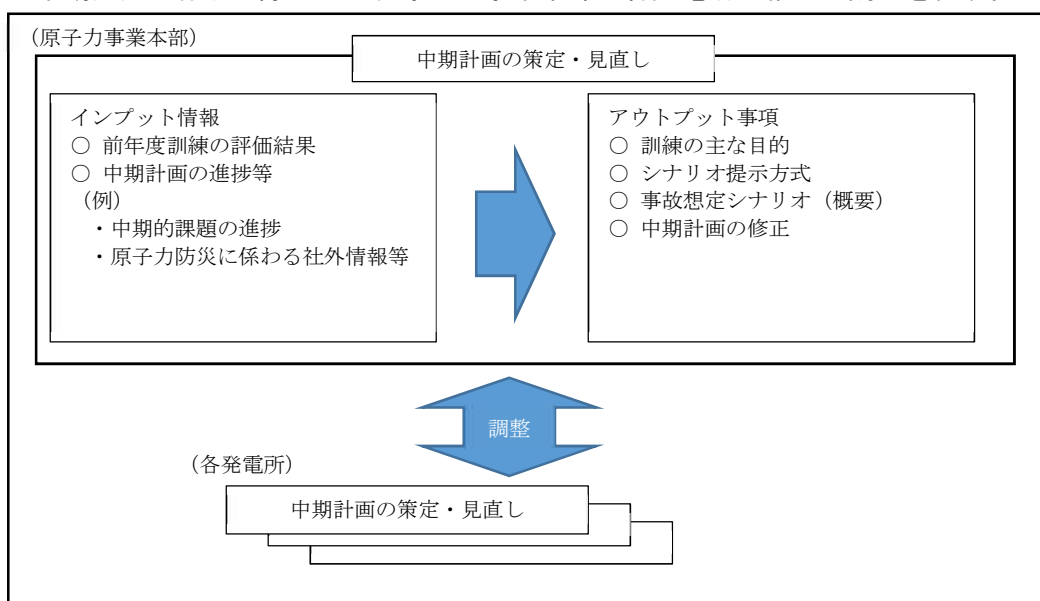 （原子力事業本部）
中期計画の策定・見直し
インプット情報
○ 前年度訓練の評価結果
○ 中期計画の進捗等
（例）
・中期的課題の進捗
・原子力防災に係わる社外情報等
アウトプット事項
○ 訓練の主な目的
○ シナリオ提示方式
○ 事故想定シナリオ（概要）
○ 中期計画の修正
調整
（各発電所）
中期計画の策定・見直し